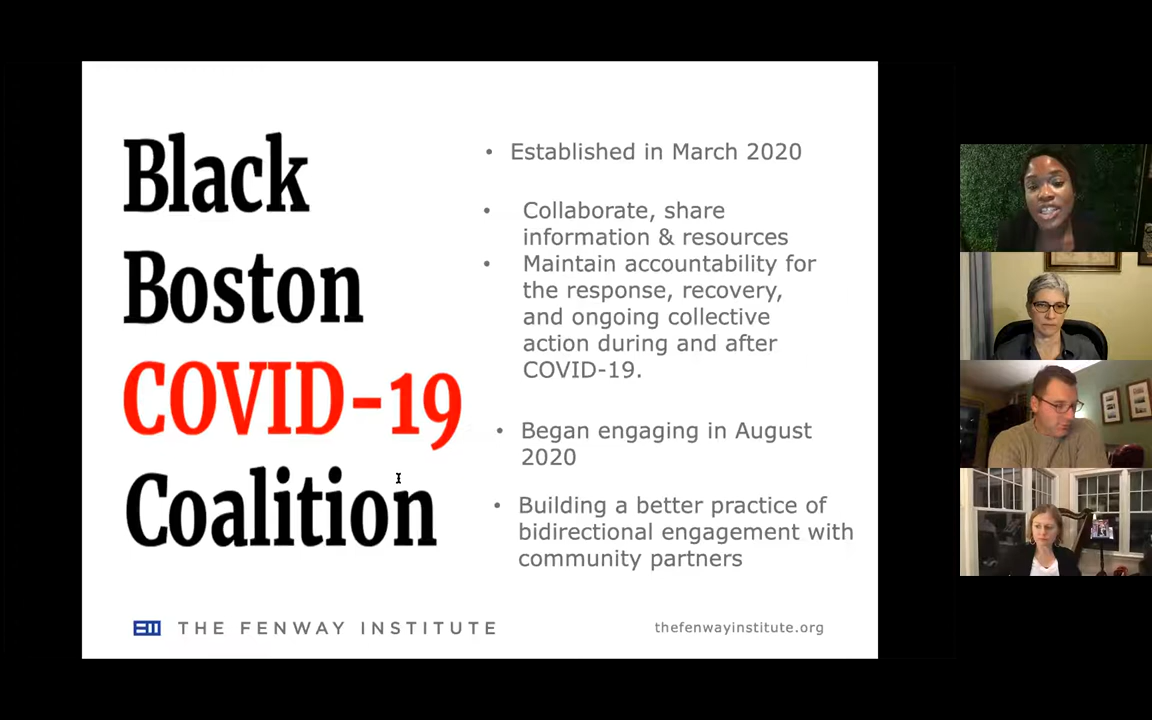 Black
Boston
COVID-19
Coalition
• Established in March 2020
• Collaborate, share
information & resources
• Maintain accountability for
the response, recovery,
and ongoing collective
action during and after
COVID-19.
• Began engaging in August
2020
• Building a better practice of
bidirectional engagement with
community partners
THE FENWAY INSTITUTE
thefenwayinstitute.org